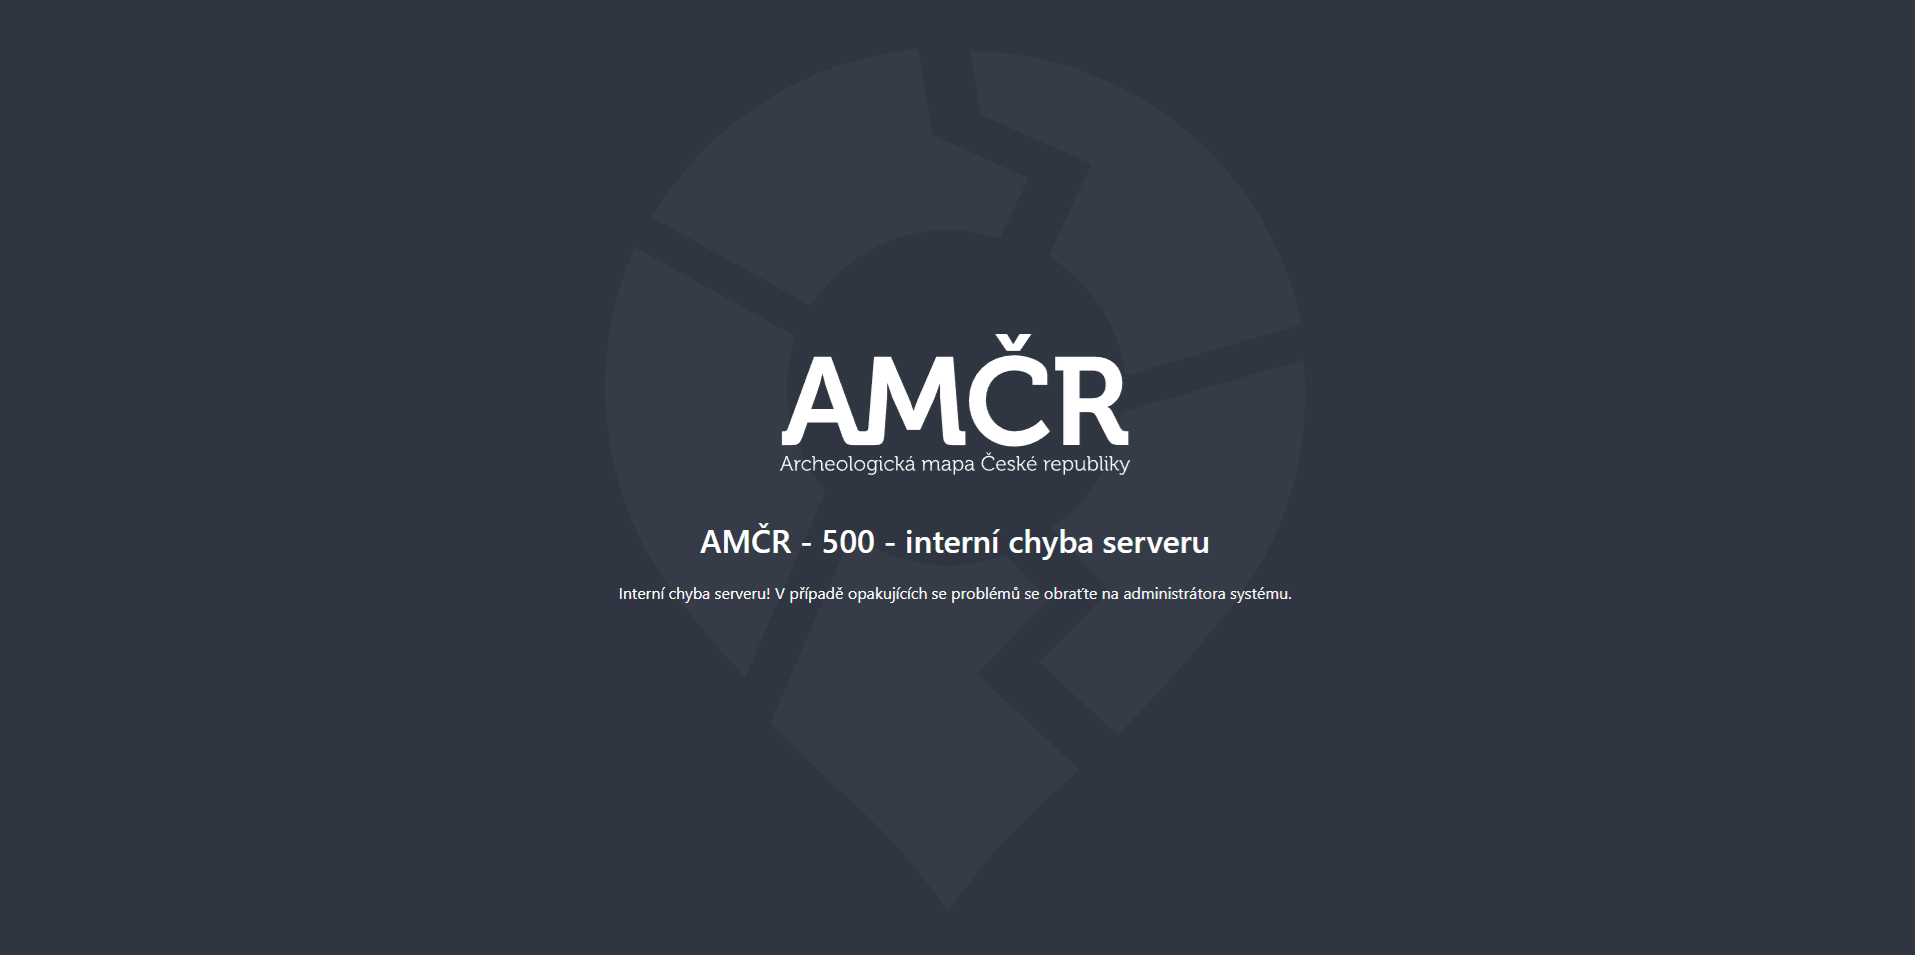 AMČR
Archeologická mapa České republiky
AMČR - 500 - interní chyba serveru
Interní chyba serveru! V případě opakujících se problémů se obraťte na administrátora systému.